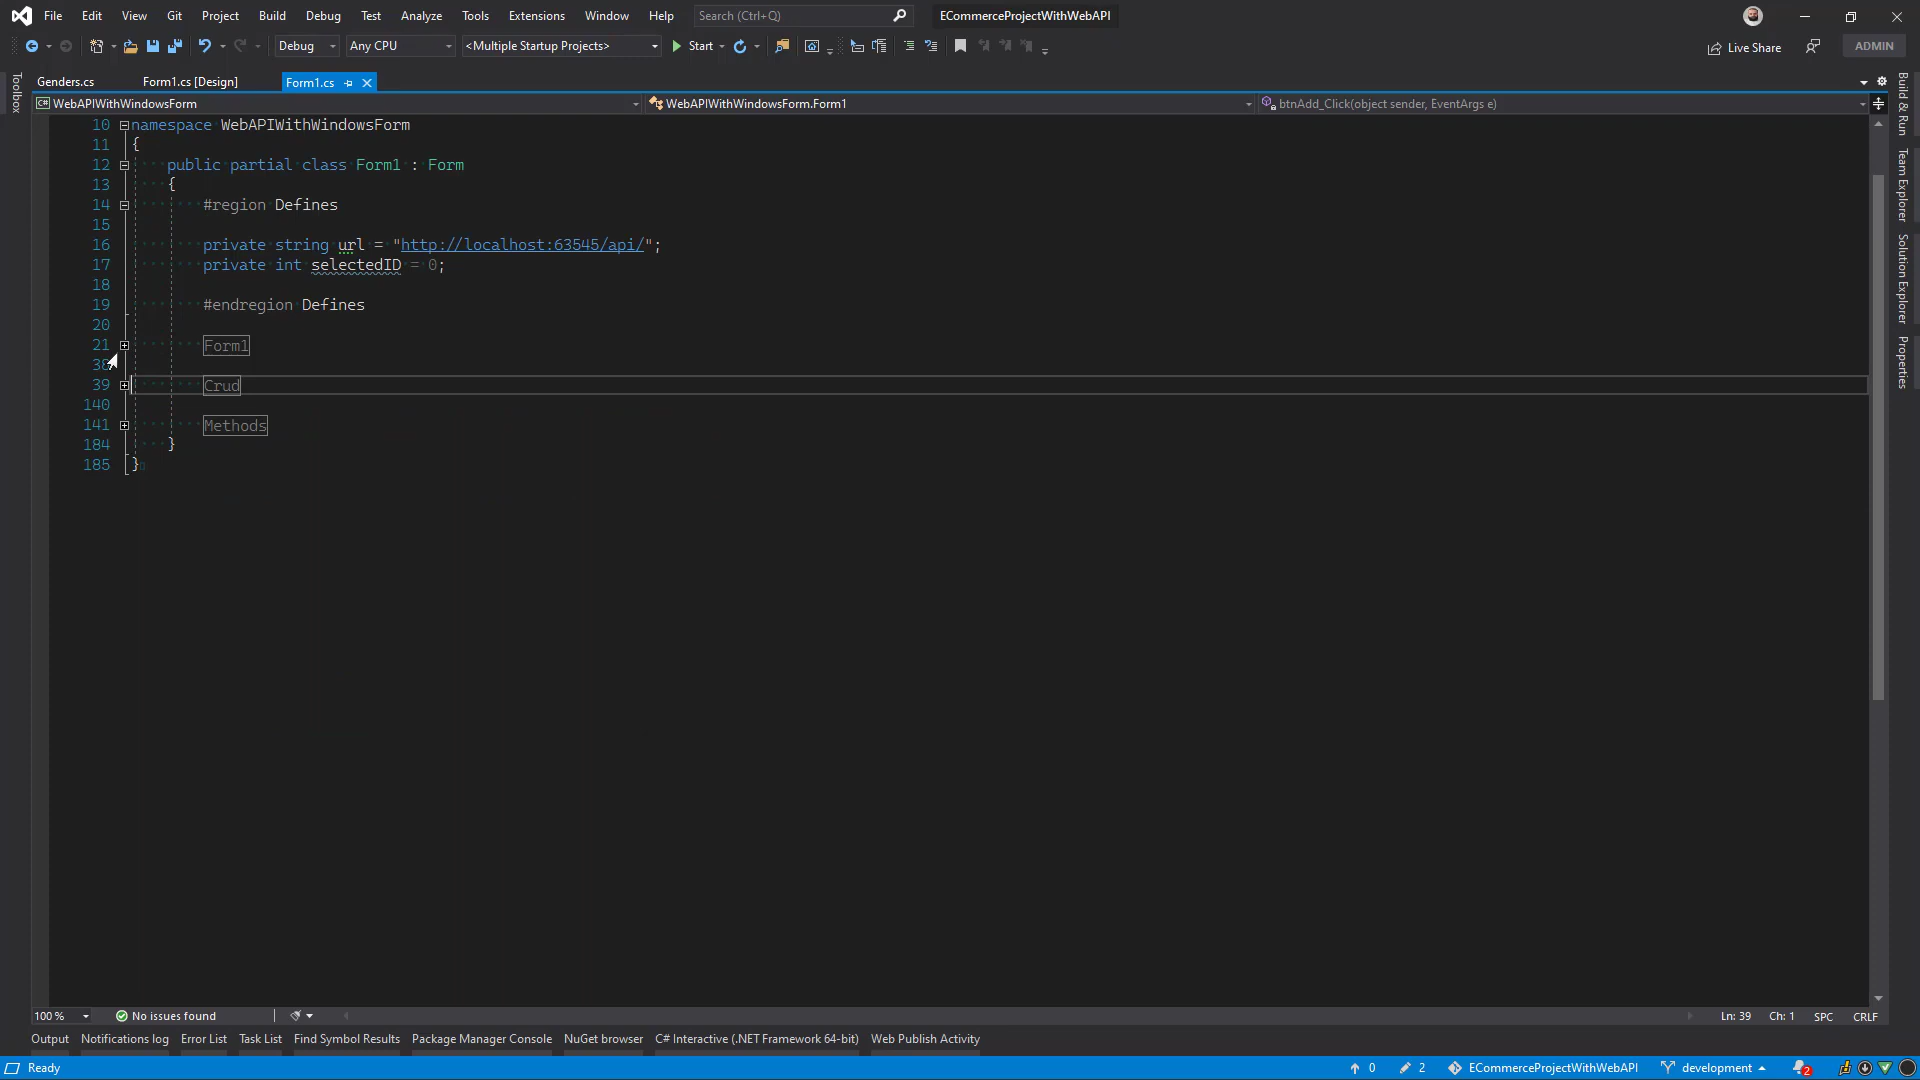 File Edit View Git Project Build Debug Test Analyze Tools Extensions Window Help Search (Ctrl+Q) ECommerceProjectWithWebAPI
Debug Any CPU <Multiple Startup Projects> Start Live Share ADMIN
Genders.cs Form1.cs [Design] Form1.cs
WebAPIWithWindowsForm WebAPIWithWindowsForm.Form1 btnAdd_Click(object sender, EventArgs e)
10 namespace WebAPIWithWindowsForm
11 {
12 public partial class Form1 : Form
13 {
14 #region Defines
15
16 private string url = "http://localhost:63545/api/";
17 private int selectedID = 0;
18
19 #endregion Defines
20
21 Form1
38
39 Crud
140
141 Methods
184 }
185 }
Toolbox
Build & Run
Team Explorer
Solution Explorer
Properties
100 % No issues found Ln: 39 Ch: 1 SPC CRLF
Output Notifications log Error List Task List Find Symbol Results Package Manager Console NuGet browser C# Interactive (.NET Framework 64-bit) Web Publish Activity
Ready 0 2 ECommerceProjectWithWebAPI development 2